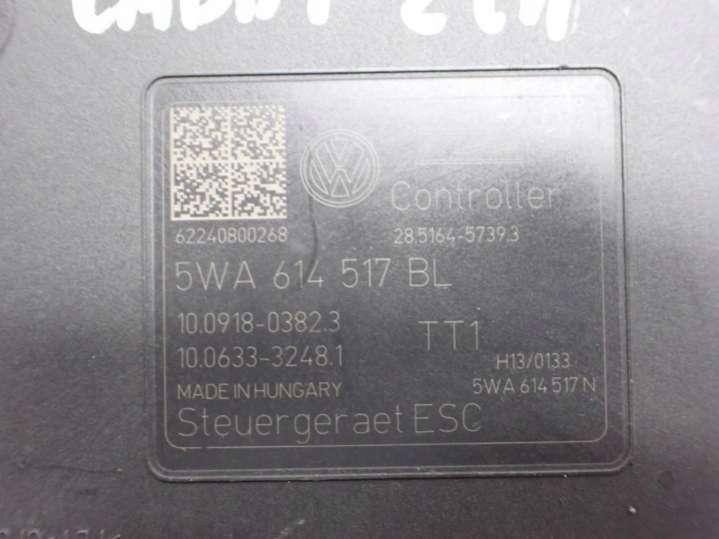 Controller
62240800268
28.5164-5739.3
5WA 614 517 BL
10.0918-0382.3
TT1
10.0633-3248.1
H13/0133
MADE IN HUNGARY
5WA 614 517 N
Steuergeraet ESC